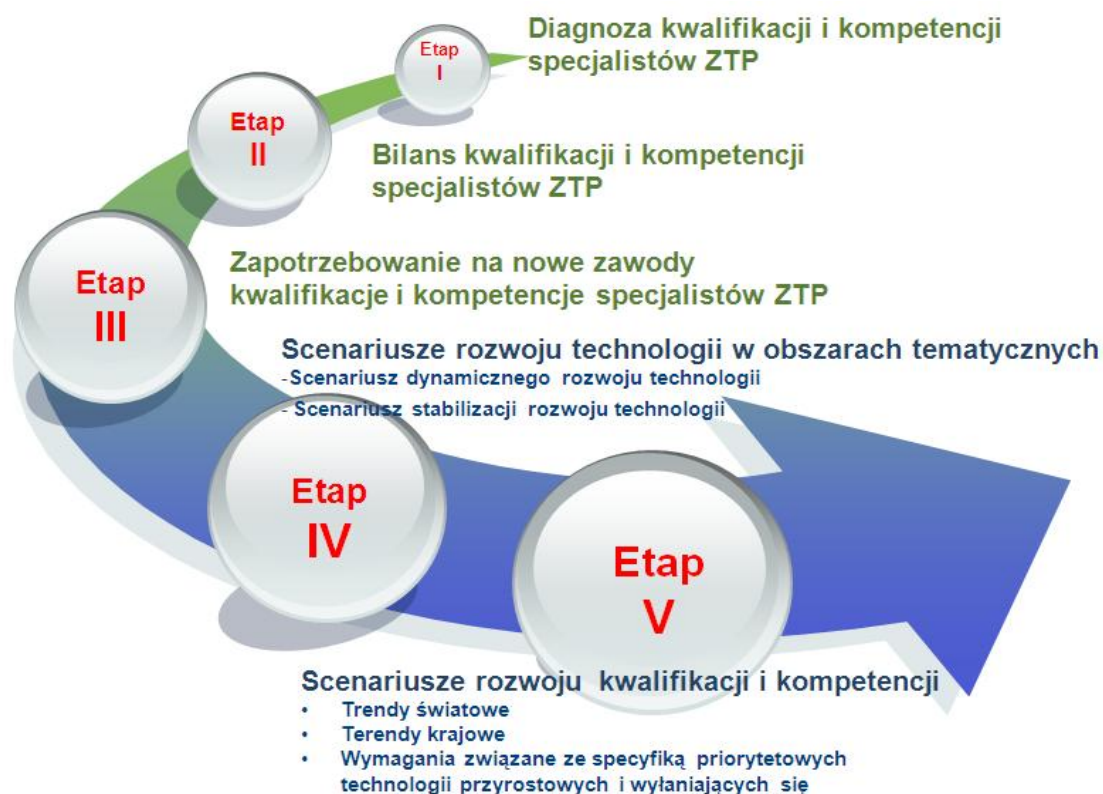 Etap
I
Diagnoza kwalifikacji i kompetencji
specjalistów ZTP
Etap
II
Bilans kwalifikacji i kompetencji
specjalistów ZTP
Etap
III
Zapotrzebowanie na nowe zawody
kwalifikacje i kompetencje specjalistów ZTP
Scenariusze rozwoju technologii w obszarach tematycznych
-Scenariusz dynamicznego rozwoju technologii
- Scenariusz stabilizacji rozwoju technologii
Etap
IV
Etap
V
Scenariusze rozwoju kwalifikacji i kompetencji
• Trendy światowe
• Terendy krajowe
• Wymagania związane ze specyfiką priorytetowych
technologii przyrostowych i wyłaniających się